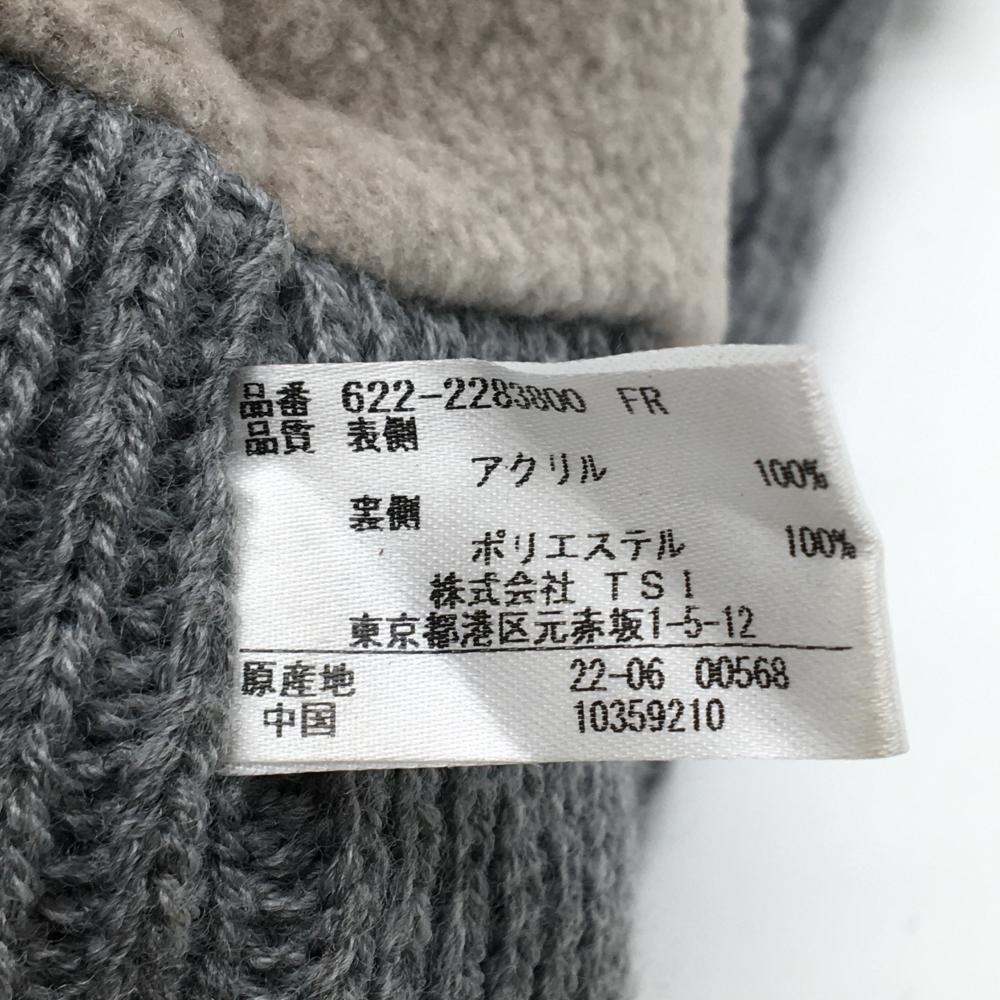 品番 622-2283800 FR
品質 表側
アクリル 100%
裏側
ポリエステル 100%
株式会社 TSI
東京都港区元赤坂1-5-12
原産地 22-06 00568
中国 10359210